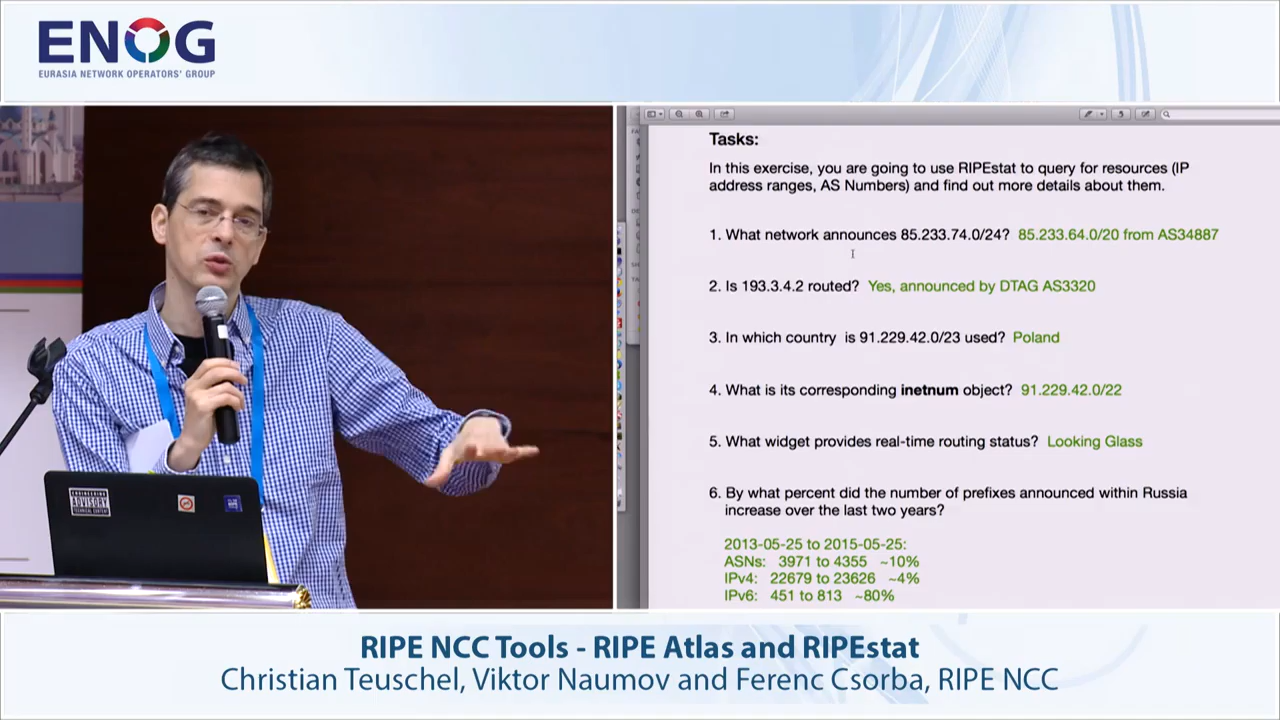 ENOG
EURASIA NETWORK OPERATORS' GROUP
Tasks:
In this exercise, you are going to use RIPEstat to query for resources (IP
address ranges, AS Numbers) and find out more details about them.
1. What network announces 85.233.74.0/24? 85.233.64.0/20 from AS34887
2. Is 193.3.4.2 routed? Yes, announced by DTAG AS3320
3. In which country is 91.229.42.0/23 used? Poland
4. What is its corresponding inetnum object? 91.229.42.0/22
5. What widget provides real-time routing status? Looking Glass
6. By what percent did the number of prefixes announced within Russia
increase over the last two years?
2013-05-25 to 2015-05-25:
ASNs: 3971 to 4355 ~10%
IPv4: 22679 to 23626 ~4%
IPv6: 451 to 813 ~80%
ENGINEERING
ADVISORY
RIPE NCC Tools - RIPE Atlas and RIPEstat
Christian Teuschel, Viktor Naumov and Ferenc Csorba, RIPE NCC